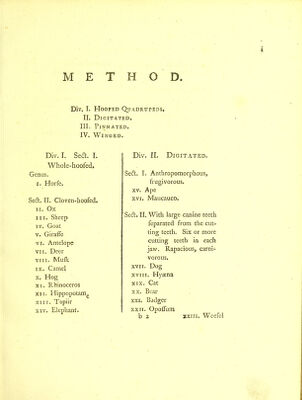 i
METHOD.
Div. I. Hoofed Quadrupeds.
II. Digitated.
III. Pinnated.
IV. Winged.
Div. I. Sect. I.
Whole-hoofed.
Genus.
I. Horse.
Sect. II. Cloven-hoofed.
II. Ox
III. Sheep
IV. Goat
V. Giraffe
VI. Antelope
VII. Deer
VIII. Musk
IX. Camel
X. Hog
XI. Rhinoceros
XII. Hippopotame
XIII. Tapiir
XIV. Elephant.
Div. II. Digitated.
Sect. I. Anthropomorphous,
frugivorous.
XV. Ape
XVI. Maucauco.
Sect. II. With large canine teeth
separated from the cut-
ting teeth. Six or more
cutting teeth in each
jaw. Rapacious, carni-
vorous.
XVII. Dog
XVIII. Hyæna
XIX. Cat
XX. Bear
XXI. Badger
XXII. Opossum
b 2 XXIII. Weesel